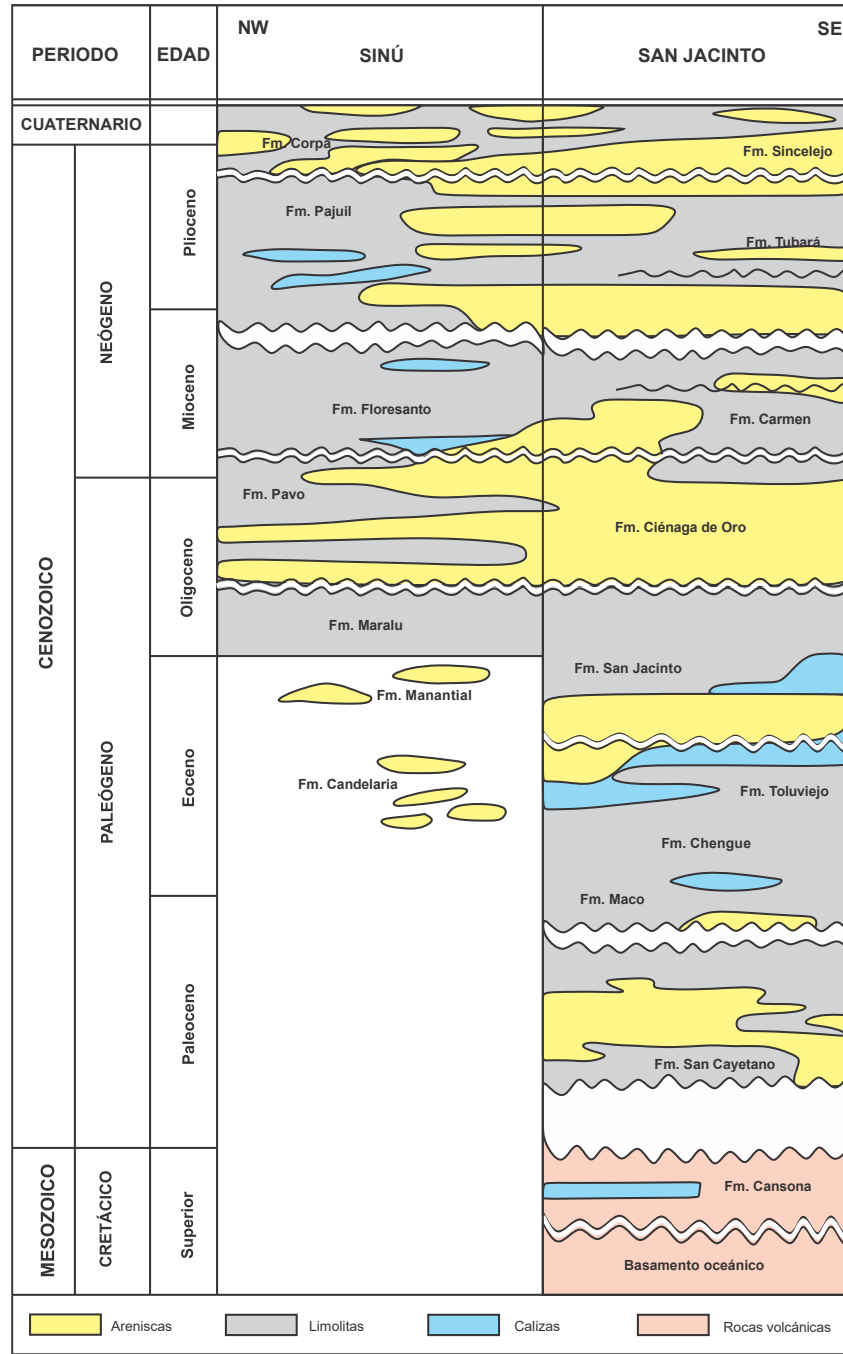 NW
SE
PERIODO
EDAD
SINÚ
SAN JACINTO
CUATERNARIO
Fm. Corpa
Fm. Sincelejo
Fm. Pajuil
Plioceno
Fm. Tubará
NEÓGENO
Mioceno
Fm. Floresanto
Fm. Carmen
Fm. Pavo
Fm. Ciénaga de Oro
Oligoceno
Fm. Maralu
CENOZOICO
Fm. San Jacinto
Fm. Manantial
Eoceno
Fm. Candelaria
Fm. Toluviejo
PALEÓGENO
Fm. Chengue
Fm. Maco
Paleoceno
Fm. San Cayetano
MESOZOICO
CRETÁCICO
Superior
Fm. Cansona
Basamento oceánico
Areniscas
Limolitas
Calizas
Rocas volcánicas